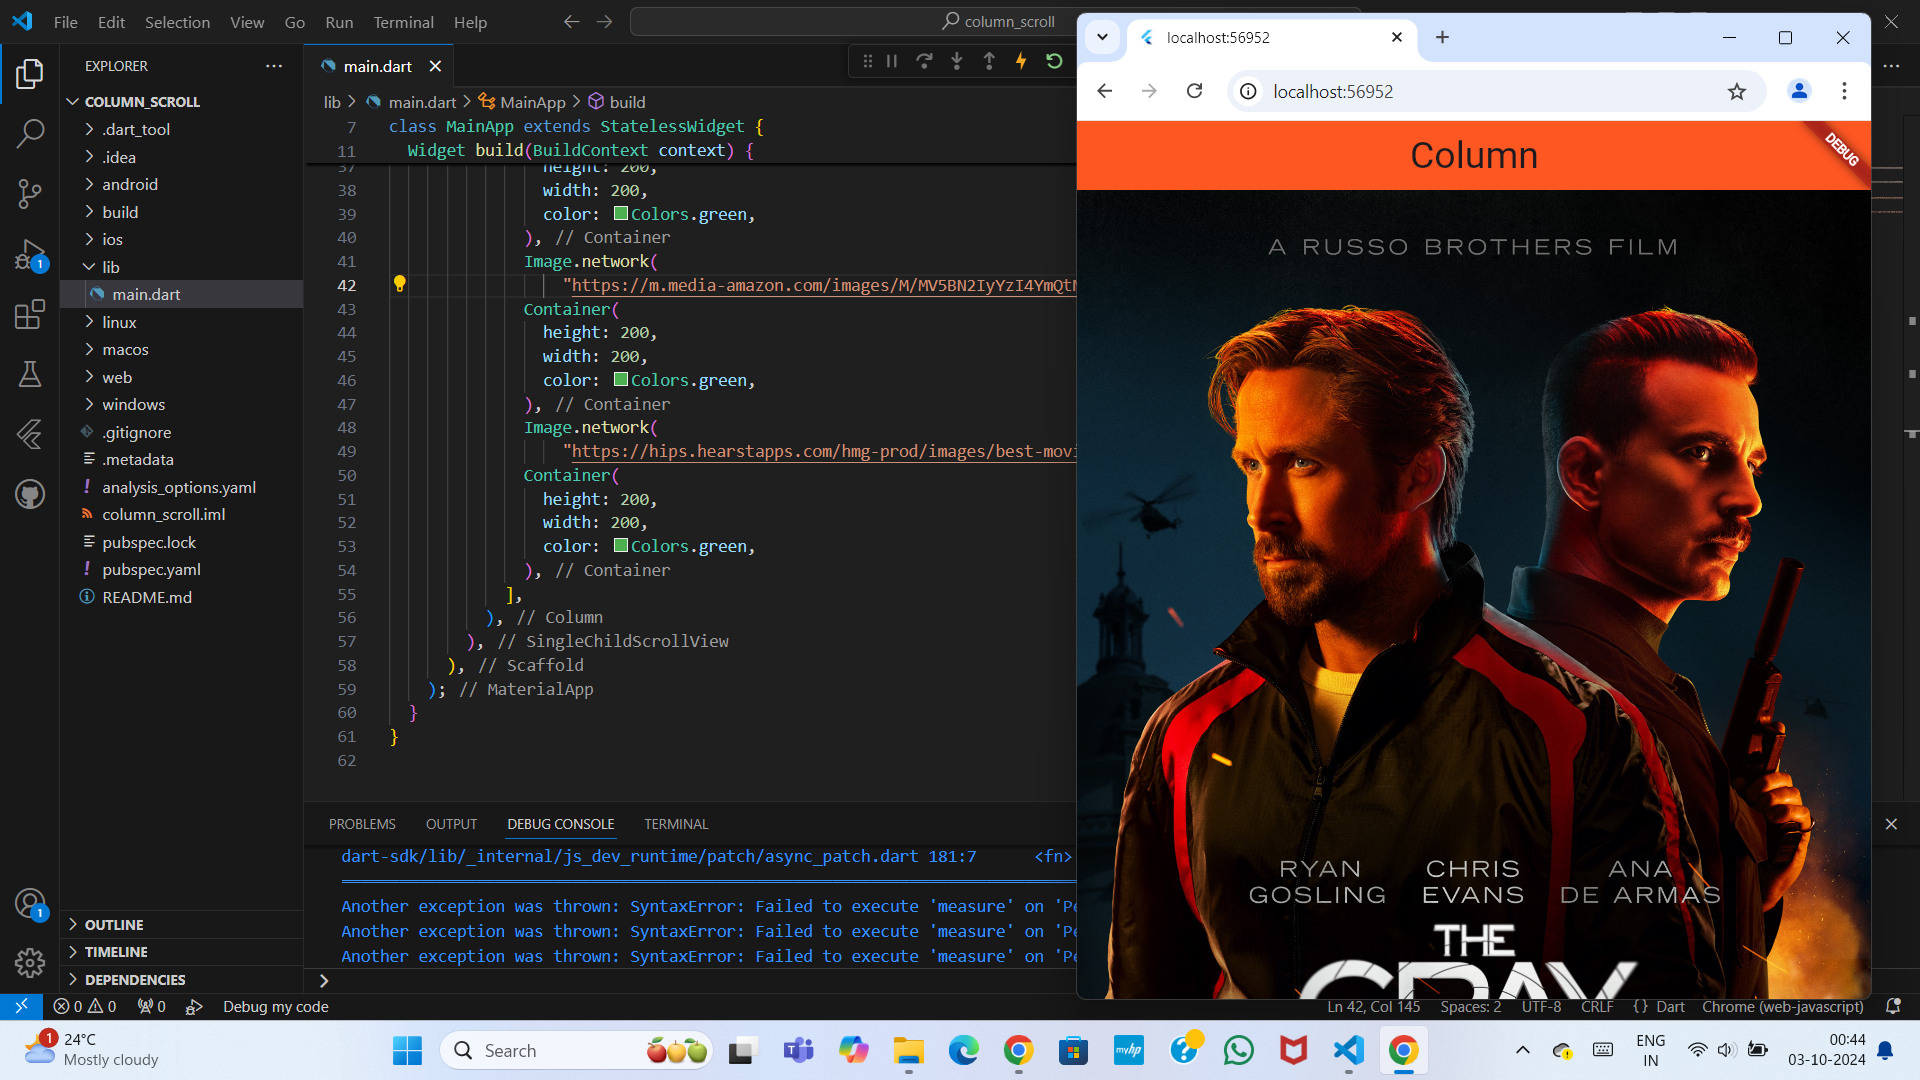 File Edit Selection View Go Run Terminal Help
column_scroll
EXPLORER
COLUMN_SCROLL
.dart_tool
.idea
android
build
ios
lib
main.dart
linux
macos
web
windows
.gitignore
.metadata
analysis_options.yaml
column_scroll.iml
pubspec.lock
pubspec.yaml
README.md
OUTLINE
TIMELINE
DEPENDENCIES
1
1
main.dart
lib > main.dart > MainApp > build
7 class MainApp extends StatelessWidget {
11 Widget build(BuildContext context) {
37 height: 200,
38 width: 200,
39 color: Colors.green,
40 ), // Container
41 Image.network(
42 "https://m.media-amazon.com/images/M/MV5BN2IyYzI4YmQt
43 Container(
44 height: 200,
45 width: 200,
46 color: Colors.green,
47 ), // Container
48 Image.network(
49 "https://hips.hearstapps.com/hmg-prod/images/best-movi
50 Container(
51 height: 200,
52 width: 200,
53 color: Colors.green,
54 ), // Container
55 ],
56 ), // Column
57 ), // SingleChildScrollView
58 ), // Scaffold
59 ); // MaterialApp
60 }
61 }
62
PROBLEMS OUTPUT DEBUG CONSOLE TERMINAL
dart-sdk/lib/_internal/js_dev_runtime/patch/async_patch.dart 181:7 <fn>
Another exception was thrown: SyntaxError: Failed to execute 'measure' on 'Pe
Another exception was thrown: SyntaxError: Failed to execute 'measure' on 'Pe
Another exception was thrown: SyntaxError: Failed to execute 'measure' on 'Pe
localhost:56952
localhost:56952
Column
DEBUG
A RUSSO BROTHERS FILM
RYAN GOSLING
CHRIS EVANS
ANA DE ARMAS
THE
GRAY
0 0 0 Debug my code
Ln 42, Col 145 Spaces: 2 UTF-8 CRLF {} Dart Chrome (web-javascript)
1
24°C
Mostly cloudy
Search
myhp
ENG
IN
00:44
03-10-2024